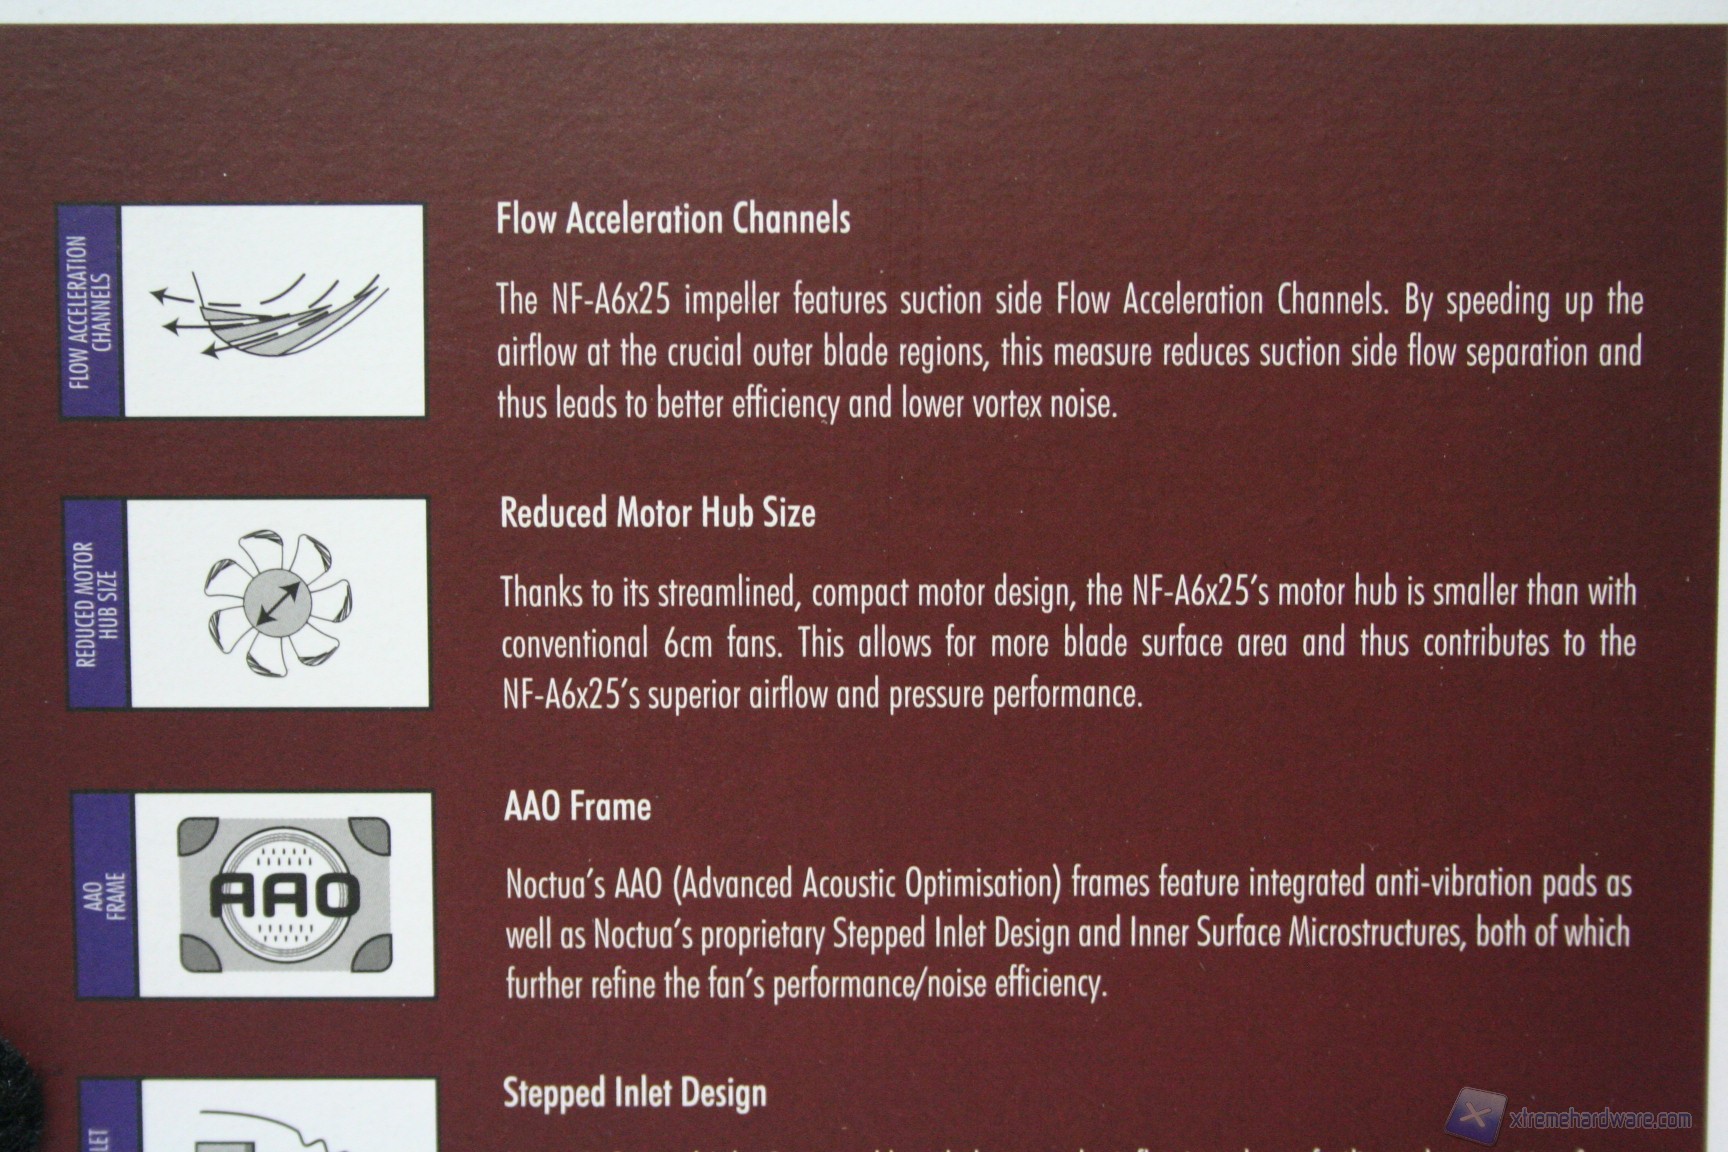 FLOW ACCELERATION
CHANNELS
Flow Acceleration Channels
The NF-A6x25 impeller features suction side Flow Acceleration Channels. By speeding up the
airflow at the crucial outer blade regions, this measure reduces suction side flow separation and
thus leads to better efficiency and lower vortex noise.
REDUCED MOTOR
HUB SIZE
Reduced Motor Hub Size
Thanks to its streamlined, compact motor design, the NF-A6x25's motor hub is smaller than with
conventional 6cm fans. This allows for more blade surface area and thus contributes to the
NF-A6x25's superior airflow and pressure performance.
AAO
FRAME
AAO
AAO Frame
Noctua's AAO (Advanced Acoustic Optimisation) frames feature integrated anti-vibration pads as
well as Noctua's proprietary Stepped Inlet Design and Inner Surface Microstructures, both of which
further refine the fan's performance/noise efficiency.
Stepped Inlet Design
xtremehardware.com